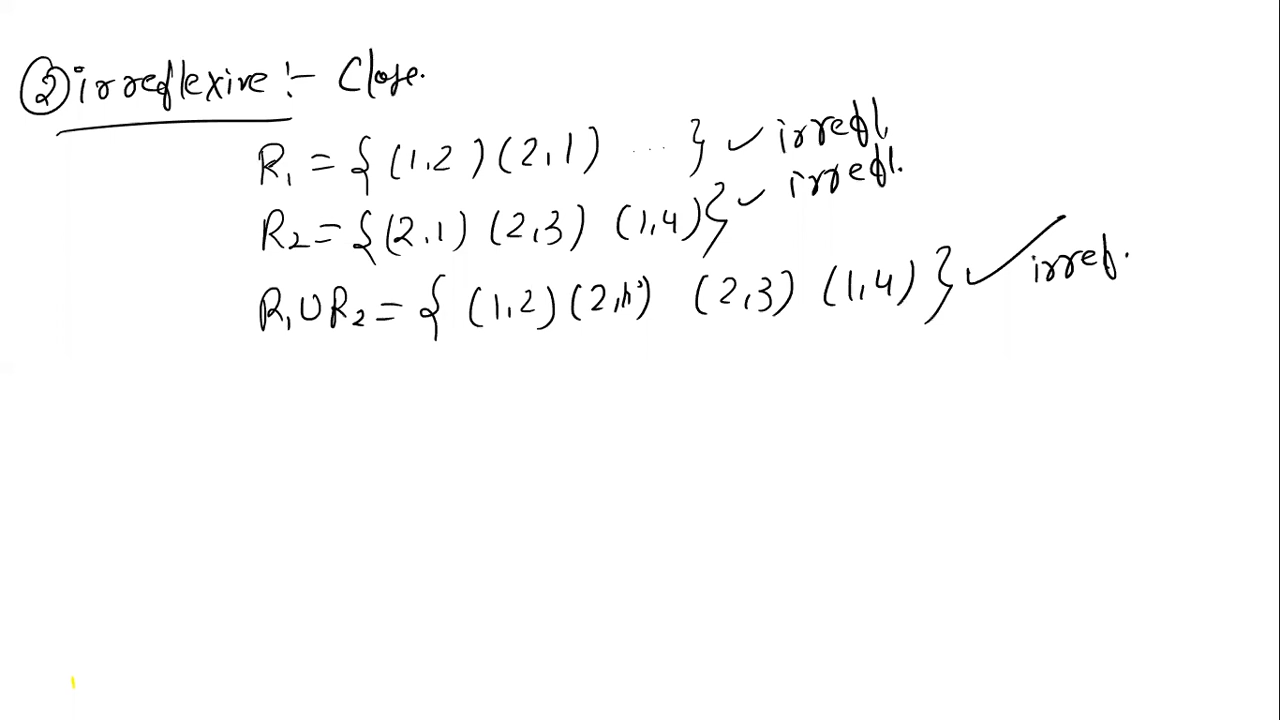 ② irreflexive :- Close.
R₁ = { (1,2) (2,1) ... } ✓ irrefl.
R₂ = { (2,1) (2,3) (1,4) } ✓ irrefl.
R₁ ∪ R₂ = { (1,2) (2,1) (2,3) (1,4) } ✓ irref.